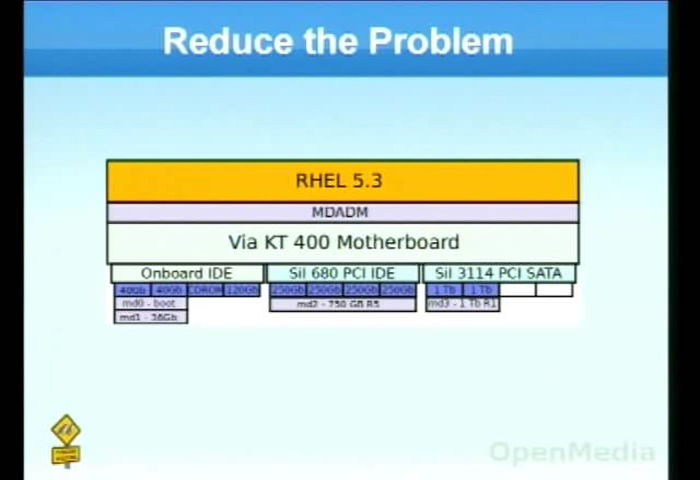 Reduce the Problem
RHEL 5.3
MDADM
Via KT 400 Motherboard
Onboard IDE
SiI 680 PCI IDE
SiI 3114 PCI SATA
40Gb 40Gb CDROM 120Gb
250Gb 250Gb 250Gb 250Gb
1 Tb 1 Tb
md0 - boot
md2 - 750 GB R5
md3 - 1 Tb R1
md1 - 36Gb
OpenMedia